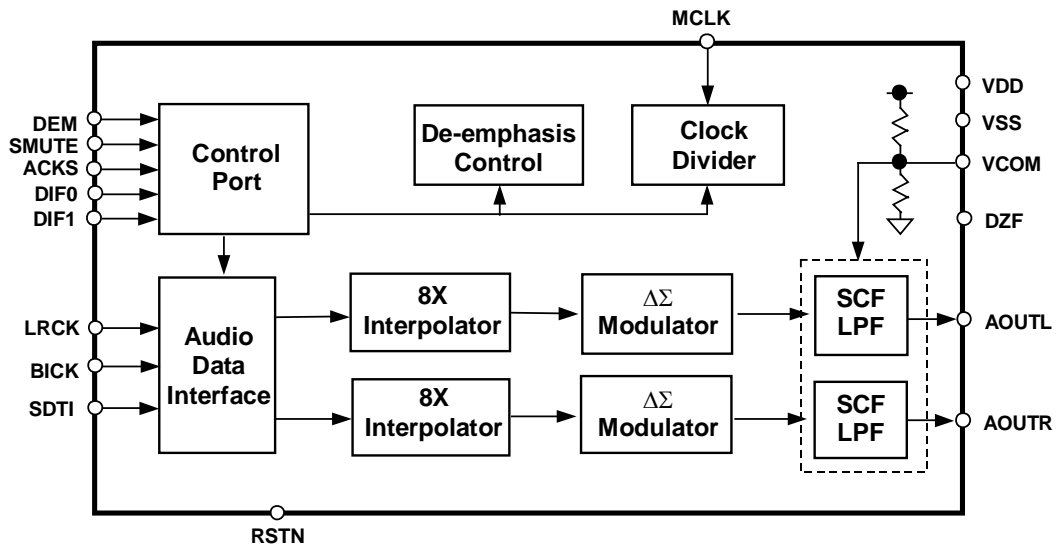 MCLK
DEM
SMUTE
ACKS
DIF0
DIF1
Control
Port
De-emphasis
Control
Clock
Divider
VDD
VSS
VCOM
DZF
LRCK
BICK
SDTI
Audio
Data
Interface
8X
Interpolator
ΔΣ
Modulator
SCF
LPF
AOUTL
8X
Interpolator
ΔΣ
Modulator
SCF
LPF
AOUTR
RSTN